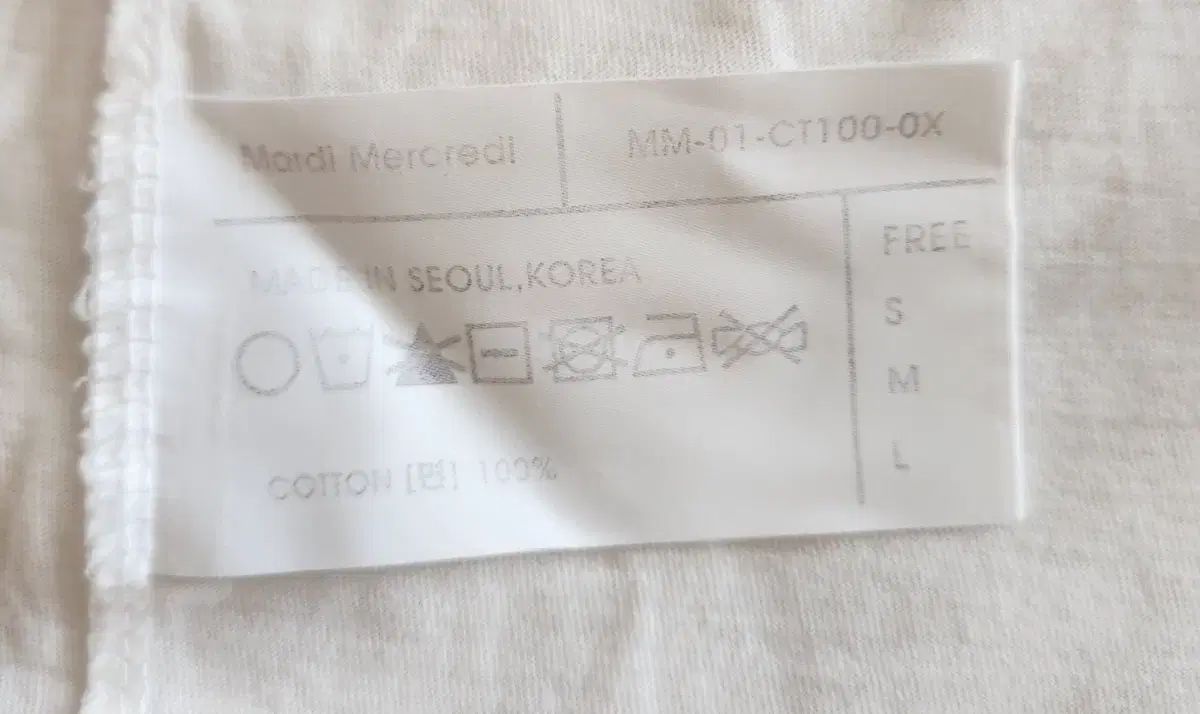 Mardi Mercredi
MM-01-CT100-0X
MADE IN SEOUL,KOREA
COTTON [면] 100%
FREE
S
M
L